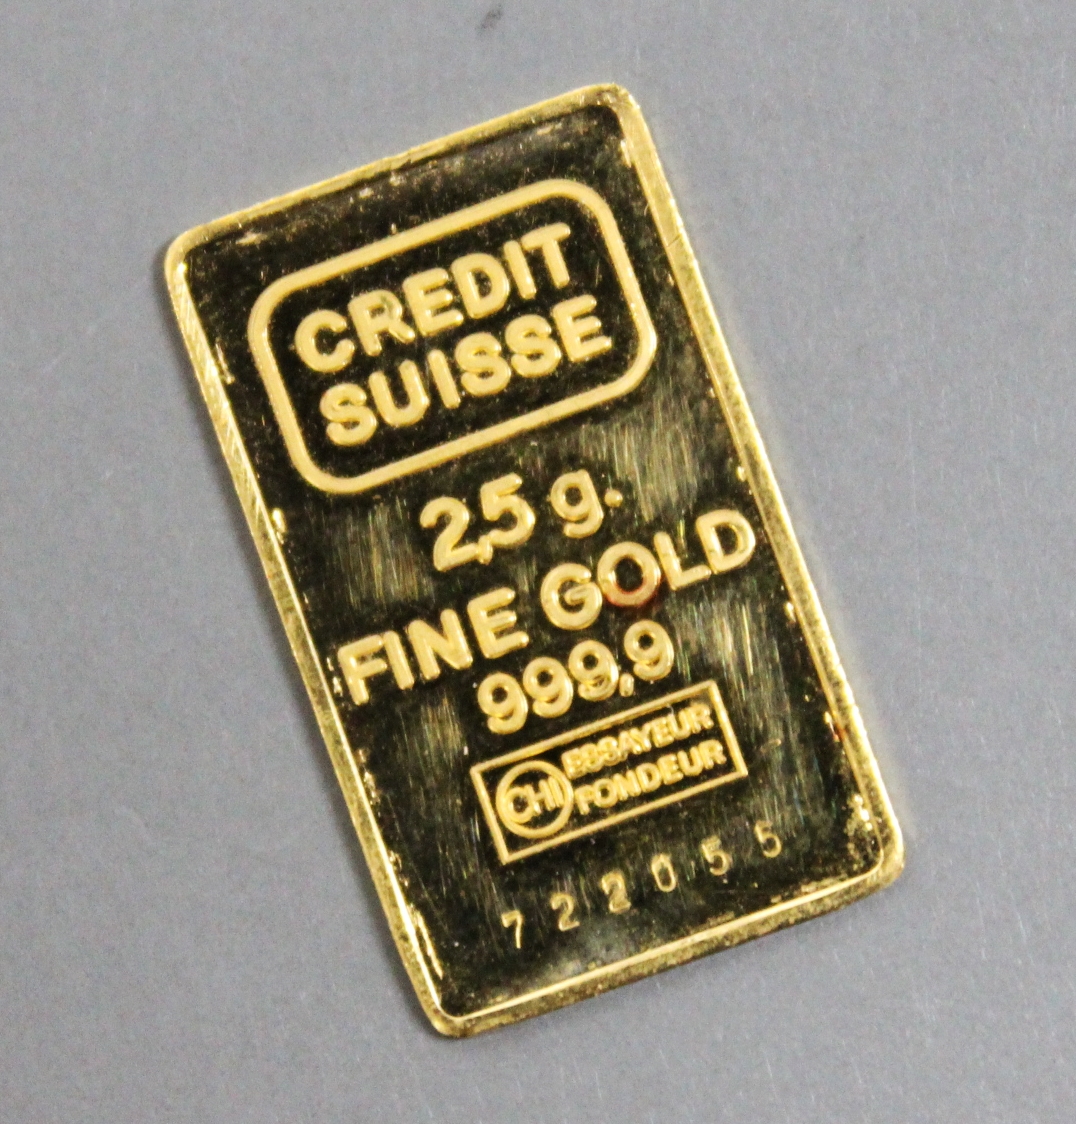 CREDIT
SUISSE
2,5 g.
FINE GOLD
999,9
CHI ESSAYEUR
FONDEUR
722055